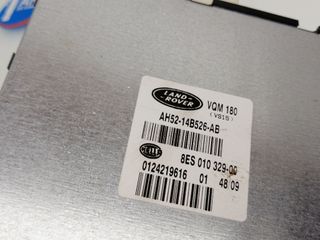 LAND-
ROVER
VQM 180
(VS15)
AH52-14B526-AB
8ES 010 329-00
0124219616 01 48 09